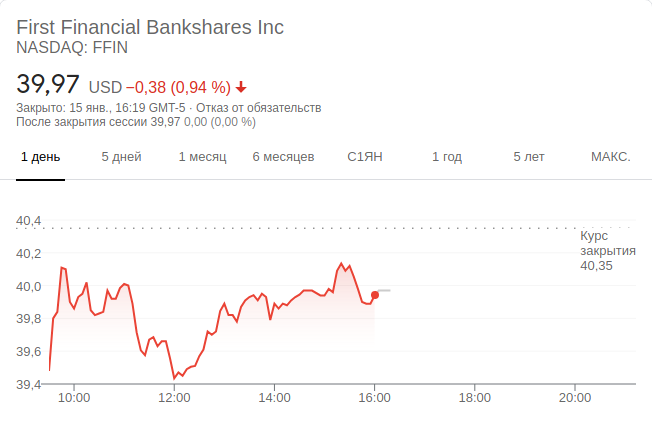 First Financial Bankshares Inc
NASDAQ: FFIN
39,97 USD −0,38 (0,94 %)
Закрыто: 15 янв., 16:19 GMT-5 · Отказ от обязательств
После закрытия сессии 39,97 0,00 (0,00 %)
1 день 5 дней 1 месяц 6 месяцев С1ЯН 1 год 5 лет МАКС.
40,4
Курс
закрытия
40,35
40,2
40,0
39,8
39,6
39,4
10:00 12:00 14:00 16:00 18:00 20:00